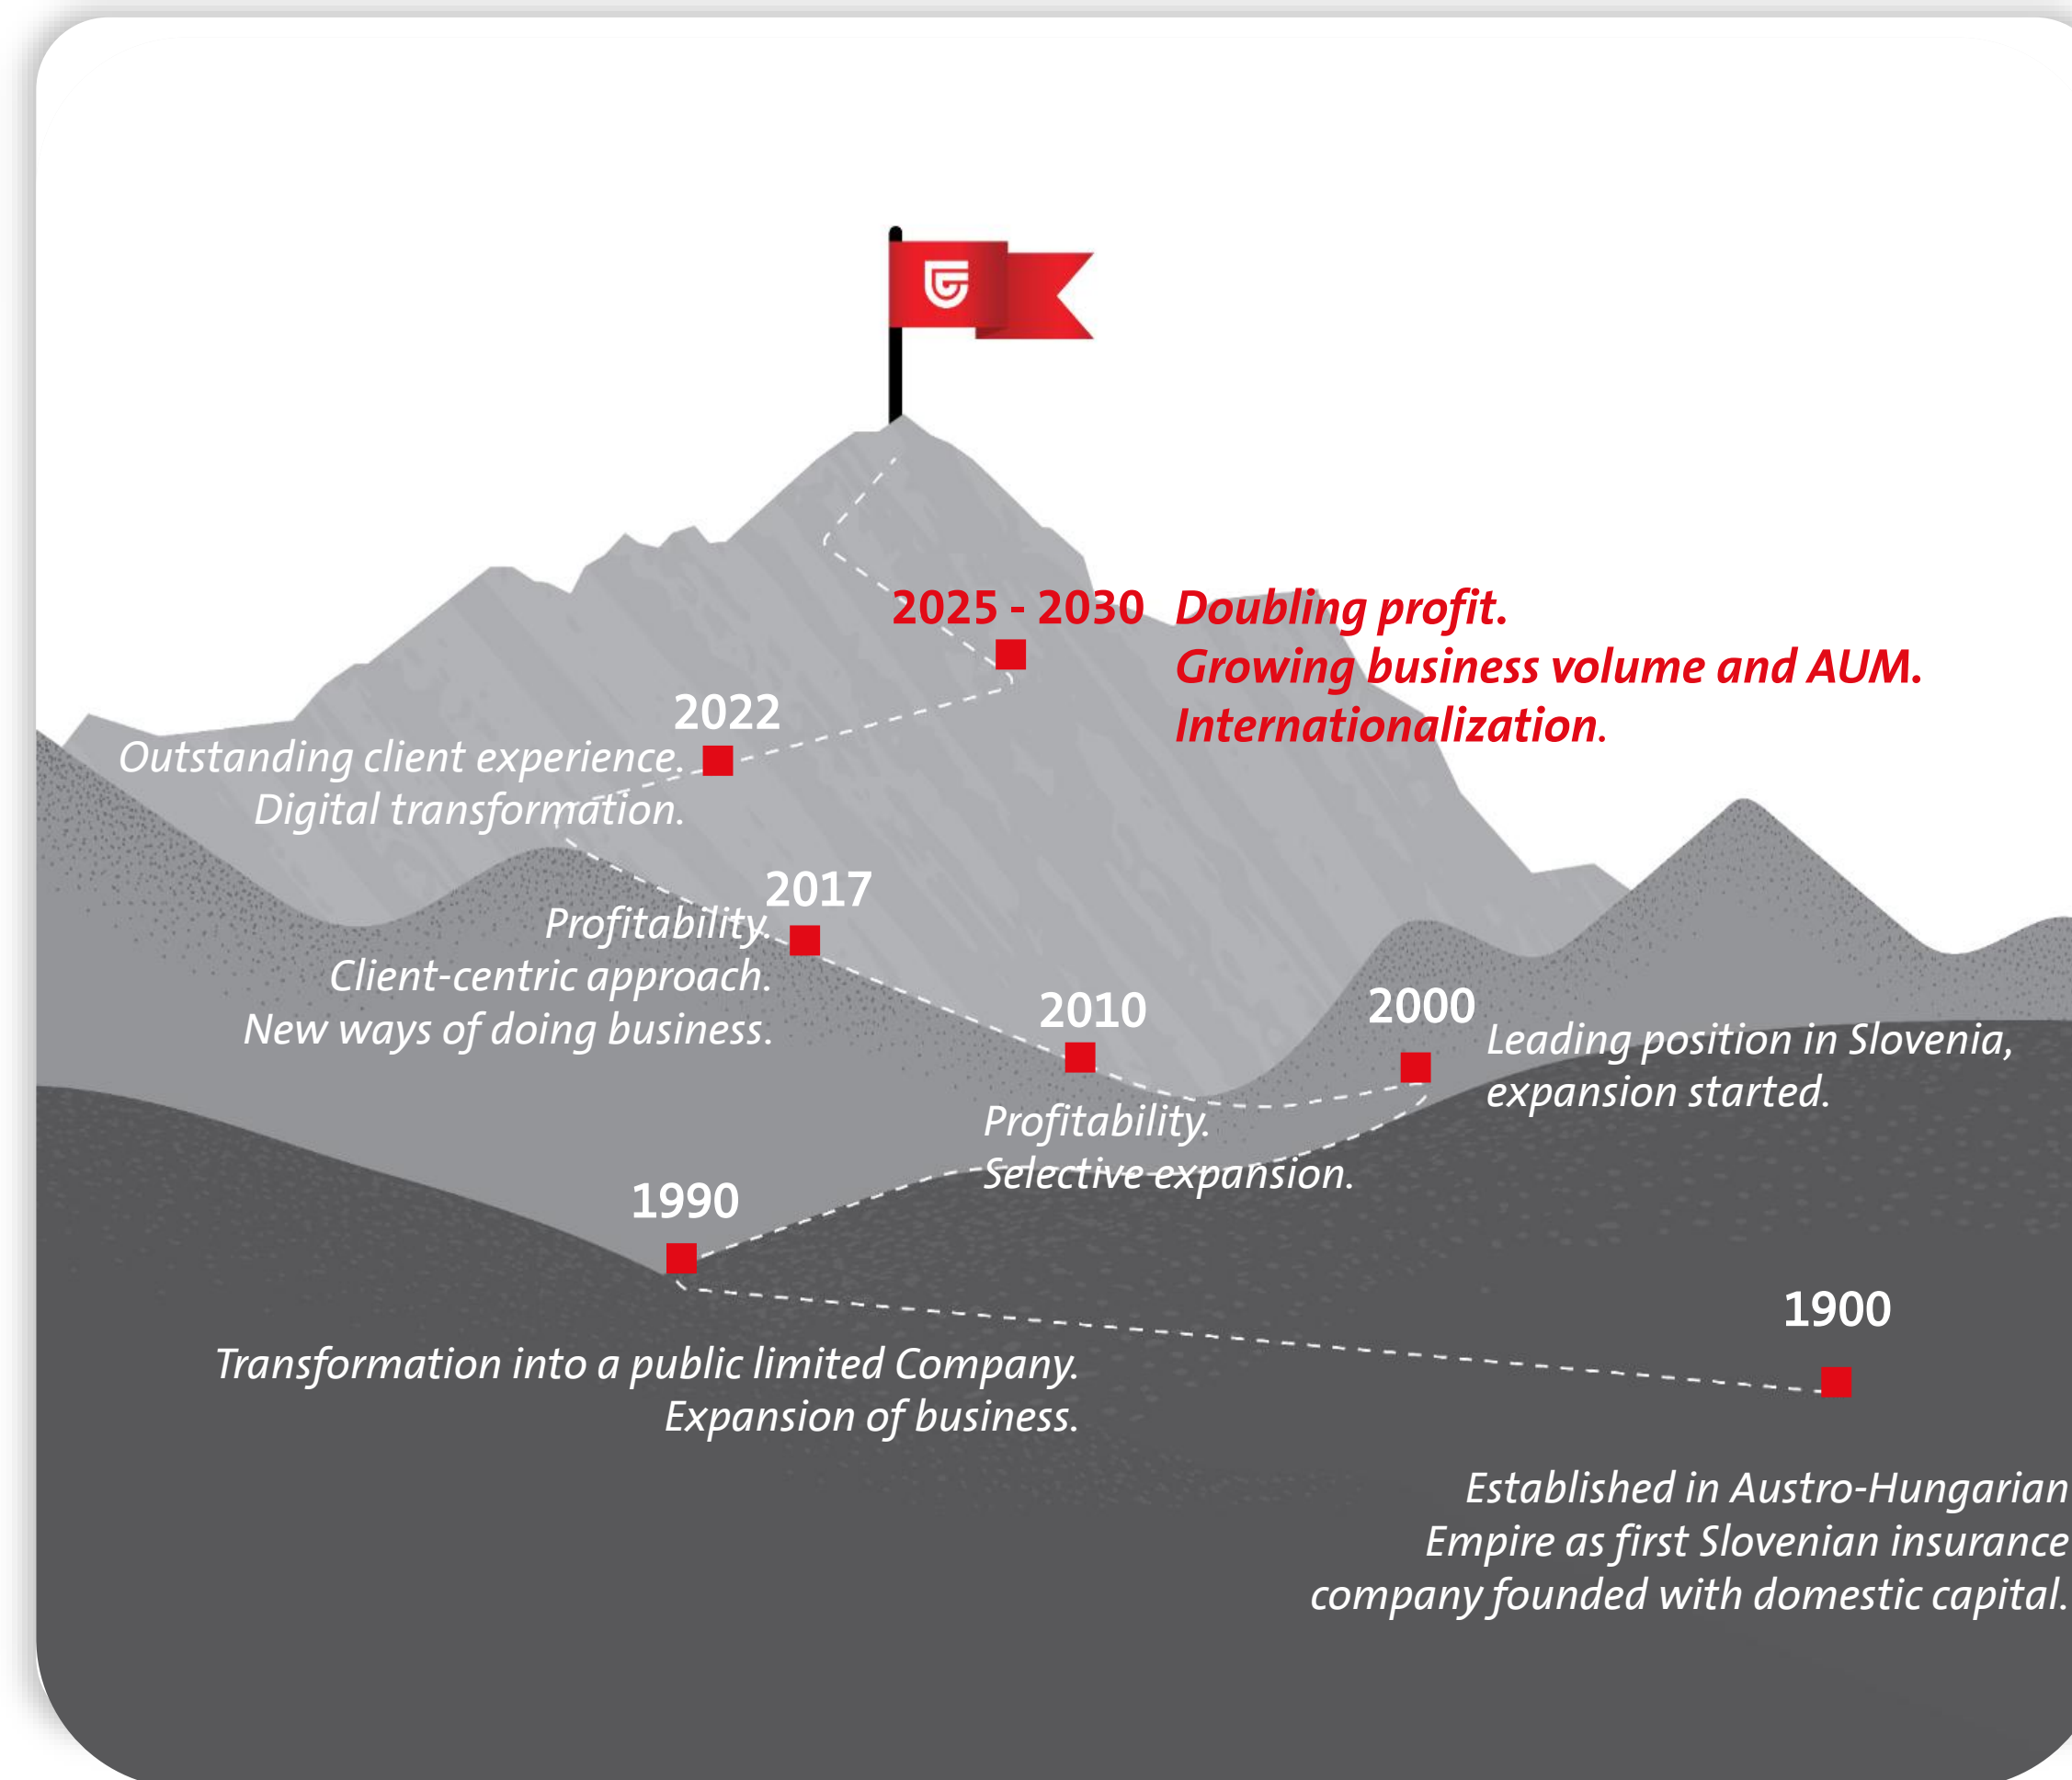 2025 - 2030
Doubling profit.
Growing business volume and AUM.
Internationalization.
2022
Outstanding client experience.
Digital transformation.
2017
Profitability.
Client-centric approach.
New ways of doing business.
2010
Profitability.
Selective expansion.
2000
Leading position in Slovenia,
expansion started.
1990
Transformation into a public limited Company.
Expansion of business.
1900
Established in Austro-Hungarian
Empire as first Slovenian insurance
company founded with domestic capital.